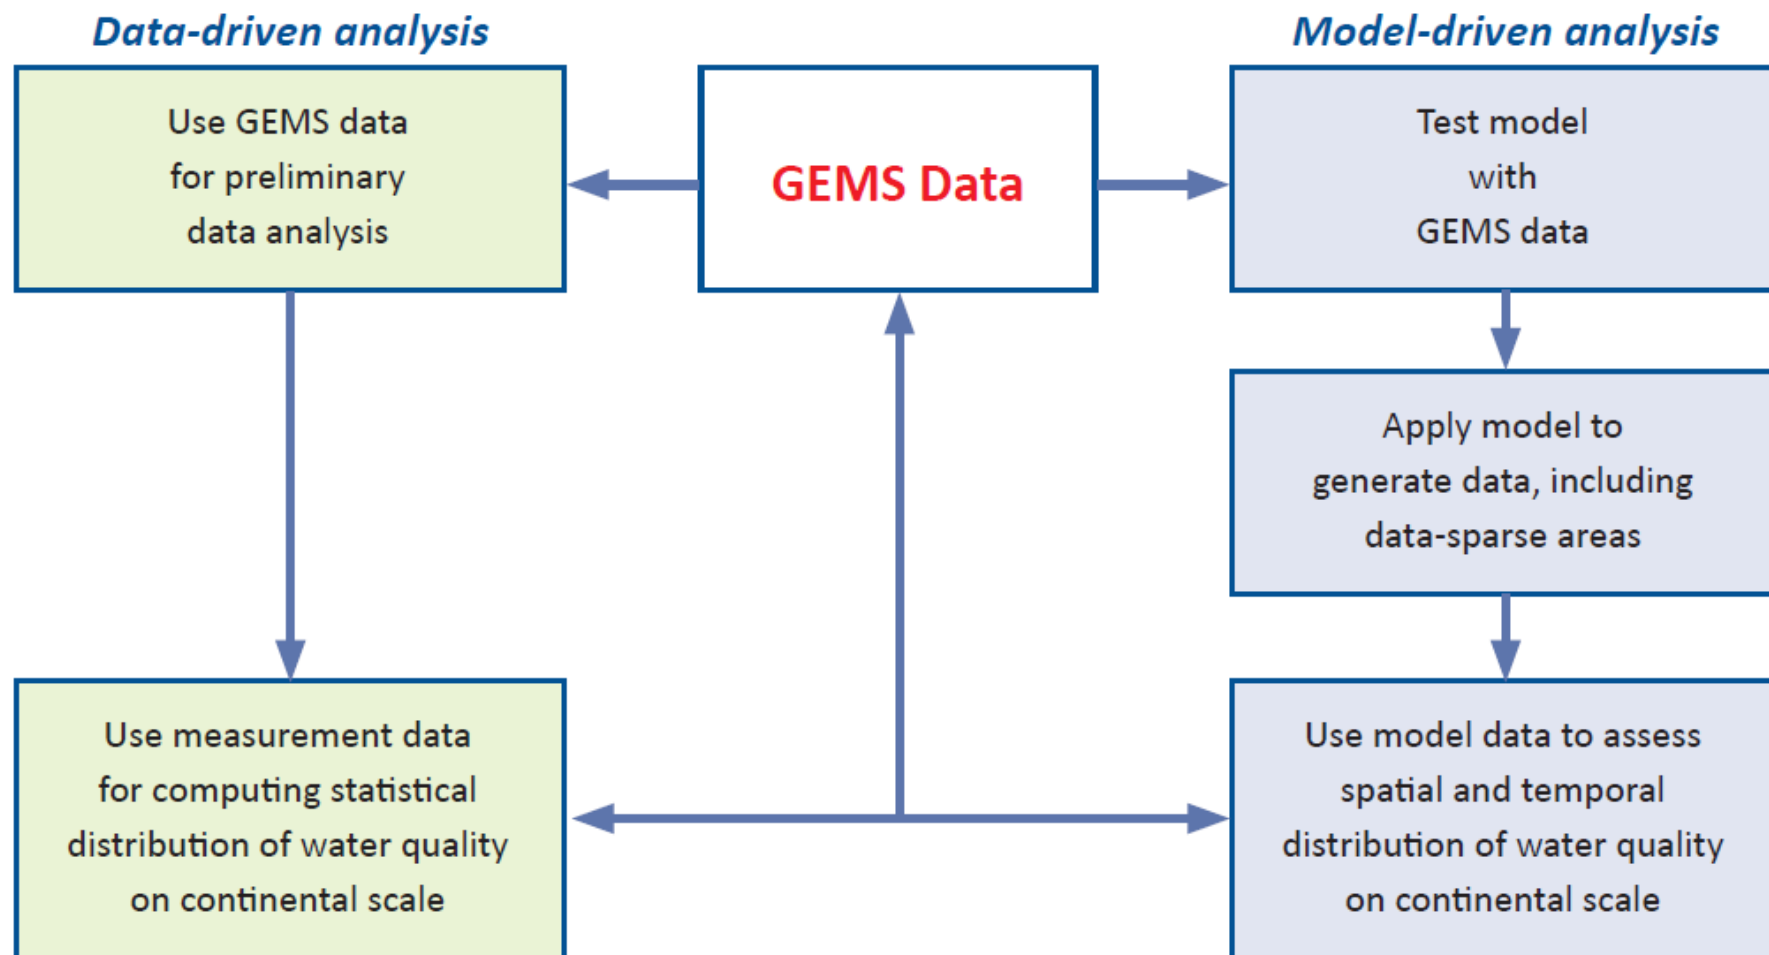 Data-driven analysis
Use GEMS data
for preliminary
data analysis
Use measurement data
for computing statistical
distribution of water quality
on continental scale
GEMS Data
Model-driven analysis
Test model
with
GEMS data
Apply model to
generate data, including
data-sparse areas
Use model data to assess
spatial and temporal
distribution of water quality
on continental scale